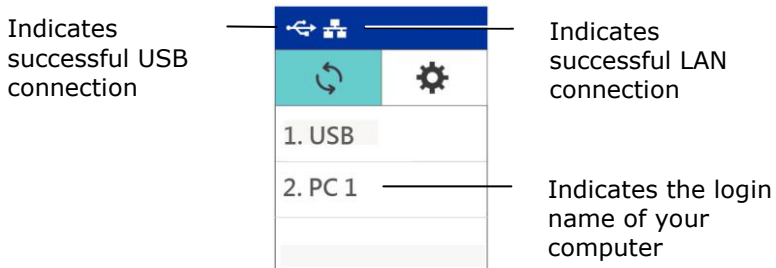 Indicates
successful USB
connection
Indicates
successful LAN
connection
1. USB
2. PC 1
Indicates the login
name of your
computer